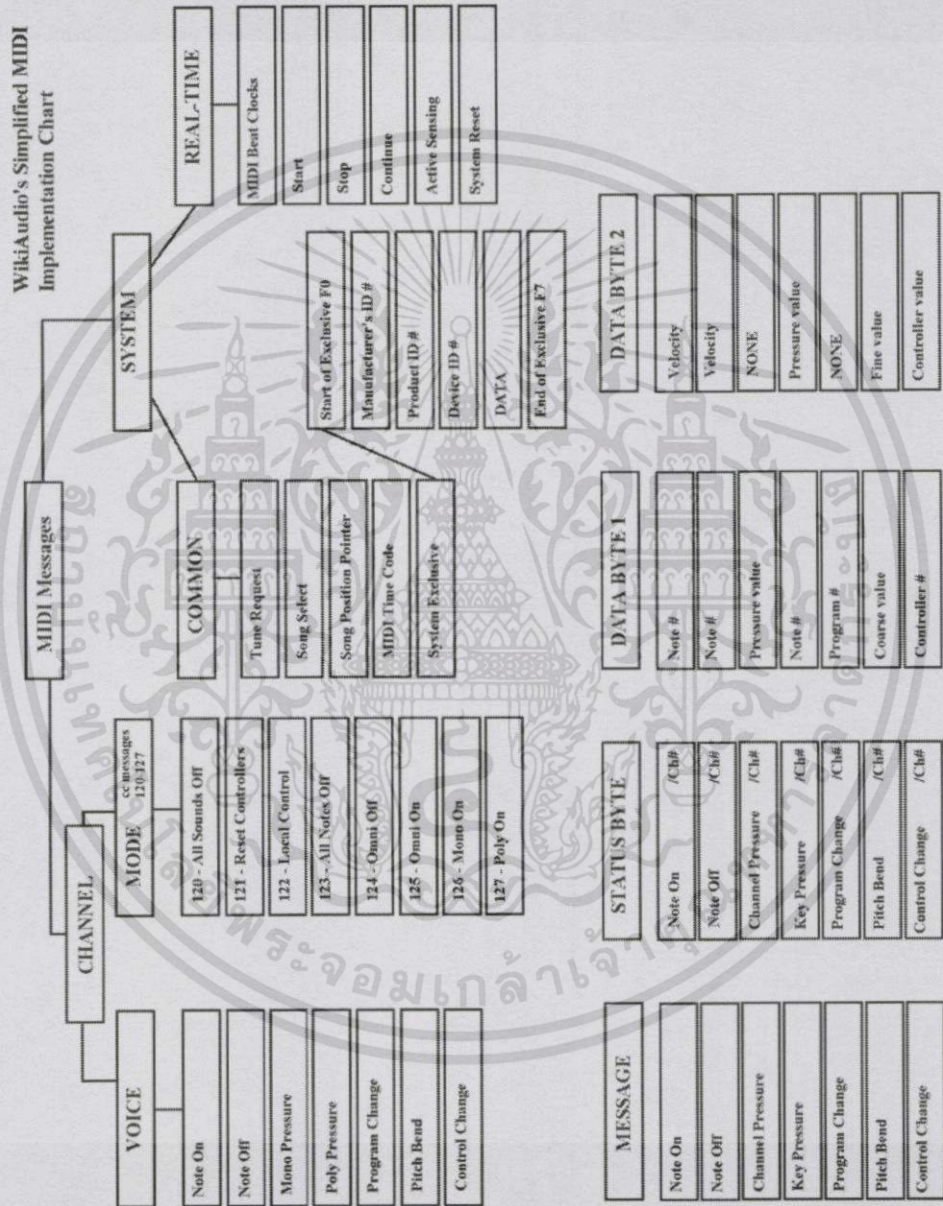 WikiAudio's Simplified MIDI
Implementation Chart
MIDI Messages
CHANNEL
SYSTEM
VOICE
Note On
Note Off
Mono Pressure
Poly Pressure
Program Change
Pitch Bend
Control Change
MODE
cc messages
120-127
120 - All Sounds Off
121 - Reset Controllers
122 - Local Control
123 - All Notes Off
124 - Omni Off
125 - Omni On
126 - Mono On
127 - Poly On
COMMON
Tune Request
Song Select
Song Position Pointer
MIDI Time Code
System Exclusive
Start of Exclusive F0
Manufacturer's ID #
Product ID #
Device ID #
DATA
End of Exclusive F7
REAL-TIME
MIDI Beat Clocks
Start
Stop
Continue
Active Sensing
System Reset
MESSAGE
Note On
Note Off
Channel Pressure
Key Pressure
Program Change
Pitch Bend
Control Change
STATUS BYTE
Note On /Ch#
Note Off /Ch#
Channel Pressure /Ch#
Key Pressure /Ch#
Program Change /Ch#
Pitch Bend /Ch#
Control Change /Ch#
DATA BYTE 1
Note #
Note #
Pressure value
Note #
Program #
Coarse value
Controller #
DATA BYTE 2
Velocity
Velocity
NONE
Pressure value
NONE
Fine value
Controller value